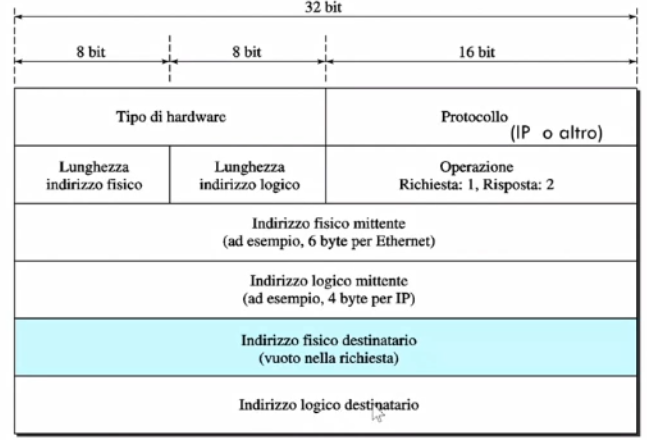 32 bit
8 bit 8 bit 16 bit
Tipo di hardware Protocollo
(IP o altro)
Lunghezza Lunghezza Operazione
indirizzo fisico indirizzo logico Richiesta: 1, Risposta: 2
Indirizzo fisico mittente
(ad esempio, 6 byte per Ethernet)
Indirizzo logico mittente
(ad esempio, 4 byte per IP)
Indirizzo fisico destinatario
(vuoto nella richiesta)
Indirizzo logico destinatario